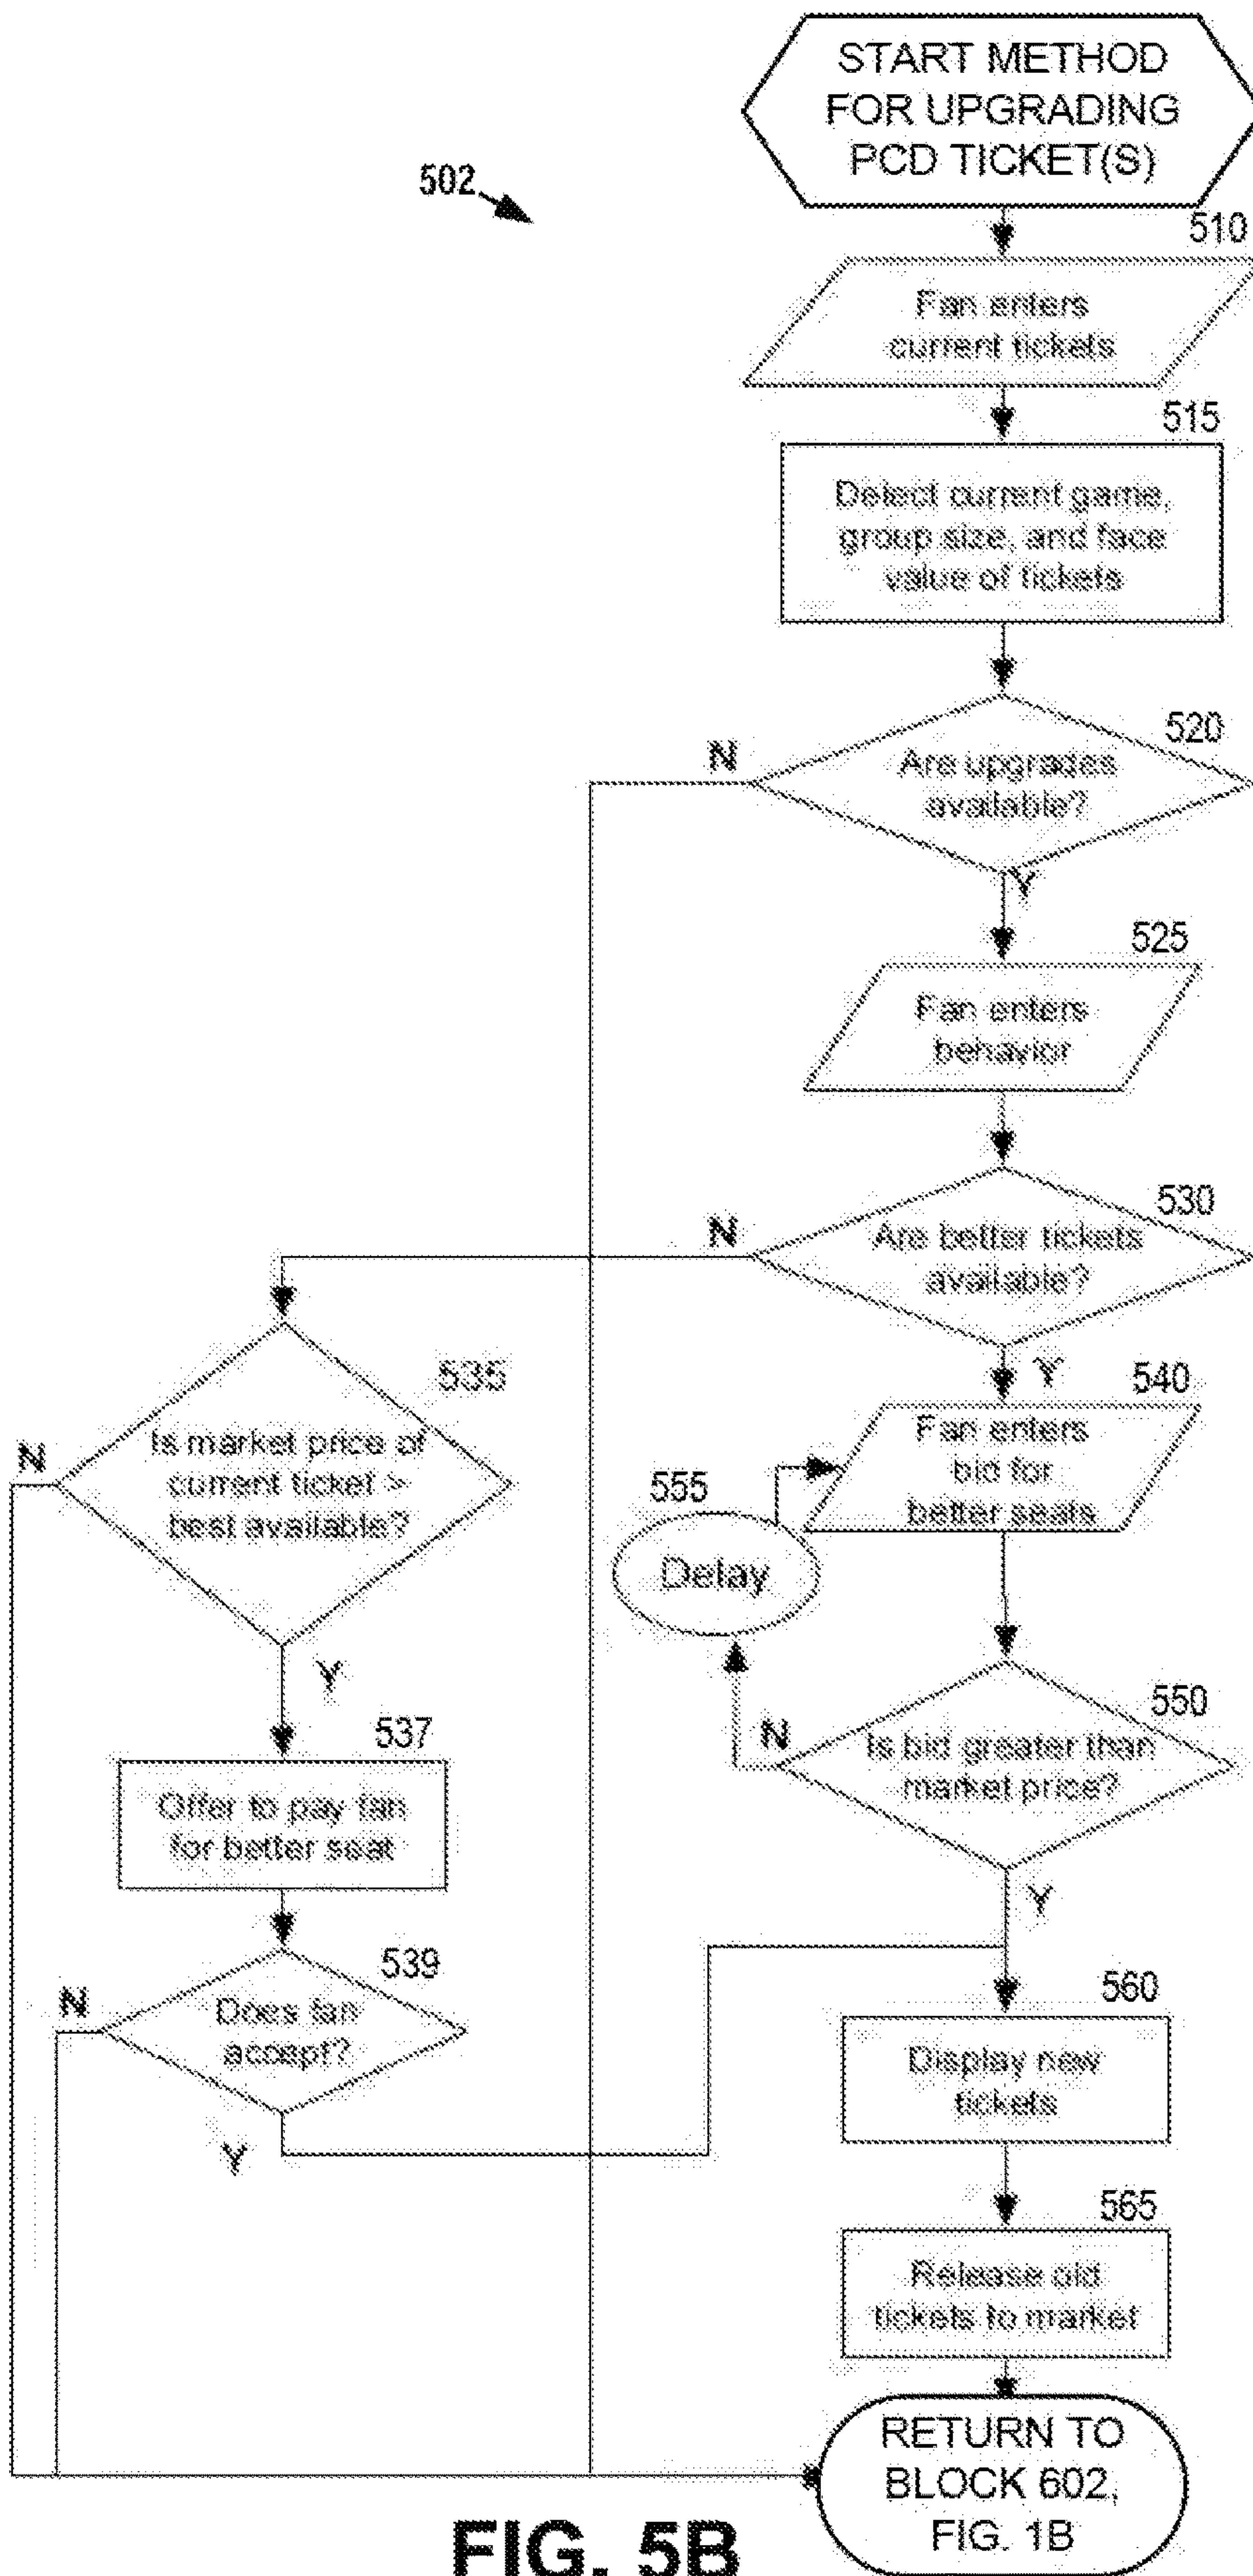 START METHOD
FOR UPGRADING
PCD TICKET(S)
502
510
Fan enters
current tickets
515
Detect current game,
group size, and face
value of tickets
520
N
Are upgrades
available?
Y
525
Fan enters
behavior
530
N
Are better tickets
available?
Y
540
Fan enters
bid for
better seats
535
N
Is market price of
current ticket >
best available?
Y
555
Delay
550
N
Is bid greater than
market price?
Y
537
Offer to pay fan
for better seat
539
N
Does fan
accept?
Y
560
Display new
tickets
565
Release old
tickets to market
RETURN TO
BLOCK 602,
FIG. 1B
FIG. 5B